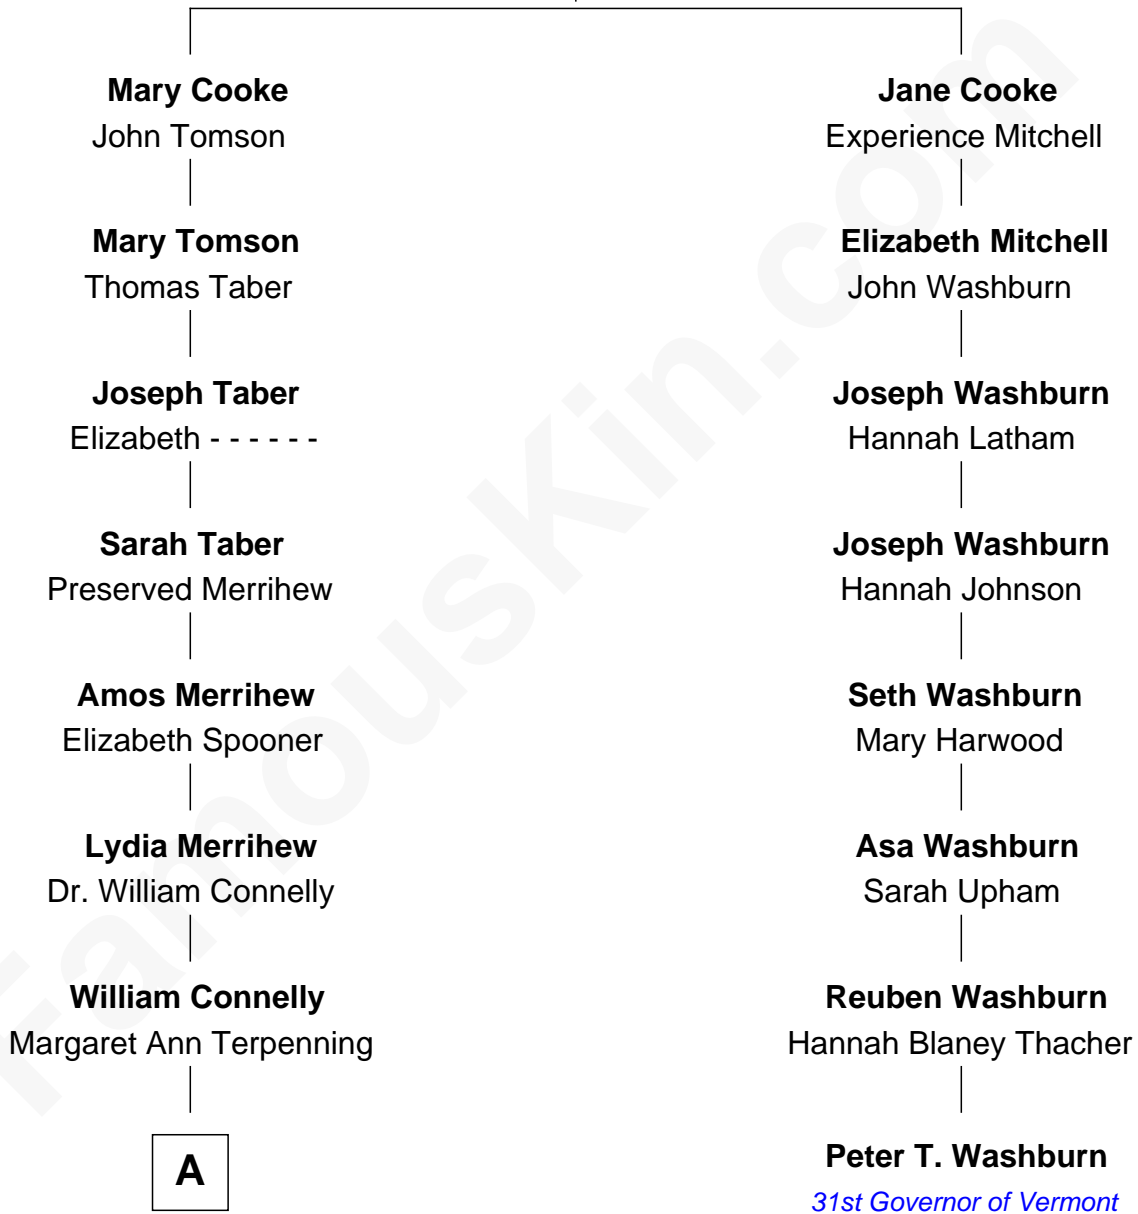 Mary Cooke
John Tomson
Mary Tomson
Thomas Taber
Joseph Taber
Elizabeth - - - - - -
Sarah Taber
Preserved Merrihew
Amos Merrihew
Elizabeth Spooner
Lydia Merrihew
Dr. William Connelly
William Connelly
Margaret Ann Terpenning
A
Jane Cooke
Experience Mitchell
Elizabeth Mitchell
John Washburn
Joseph Washburn
Hannah Latham
Joseph Washburn
Hannah Johnson
Seth Washburn
Mary Harwood
Asa Washburn
Sarah Upham
Reuben Washburn
Hannah Blaney Thacher
Peter T. Washburn
31st Governor of Vermont
FamousKin.com